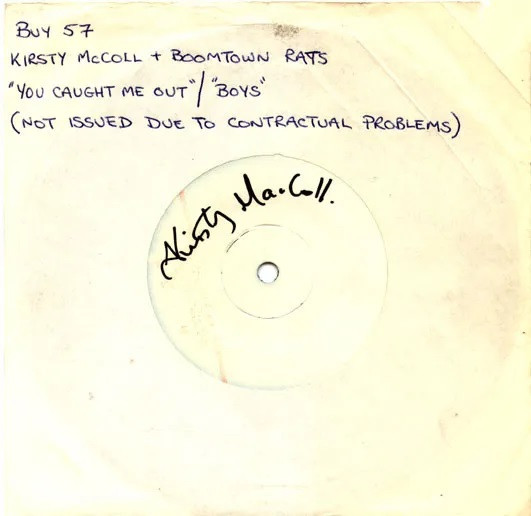 BUY 57
KIRSTY McCOLL + BOOMTOWN RATS
"YOU CAUGHT ME OUT" / "BOYS"
(NOT ISSUED DUE TO CONTRACTUAL PROBLEMS)
Kirsty MacColl.